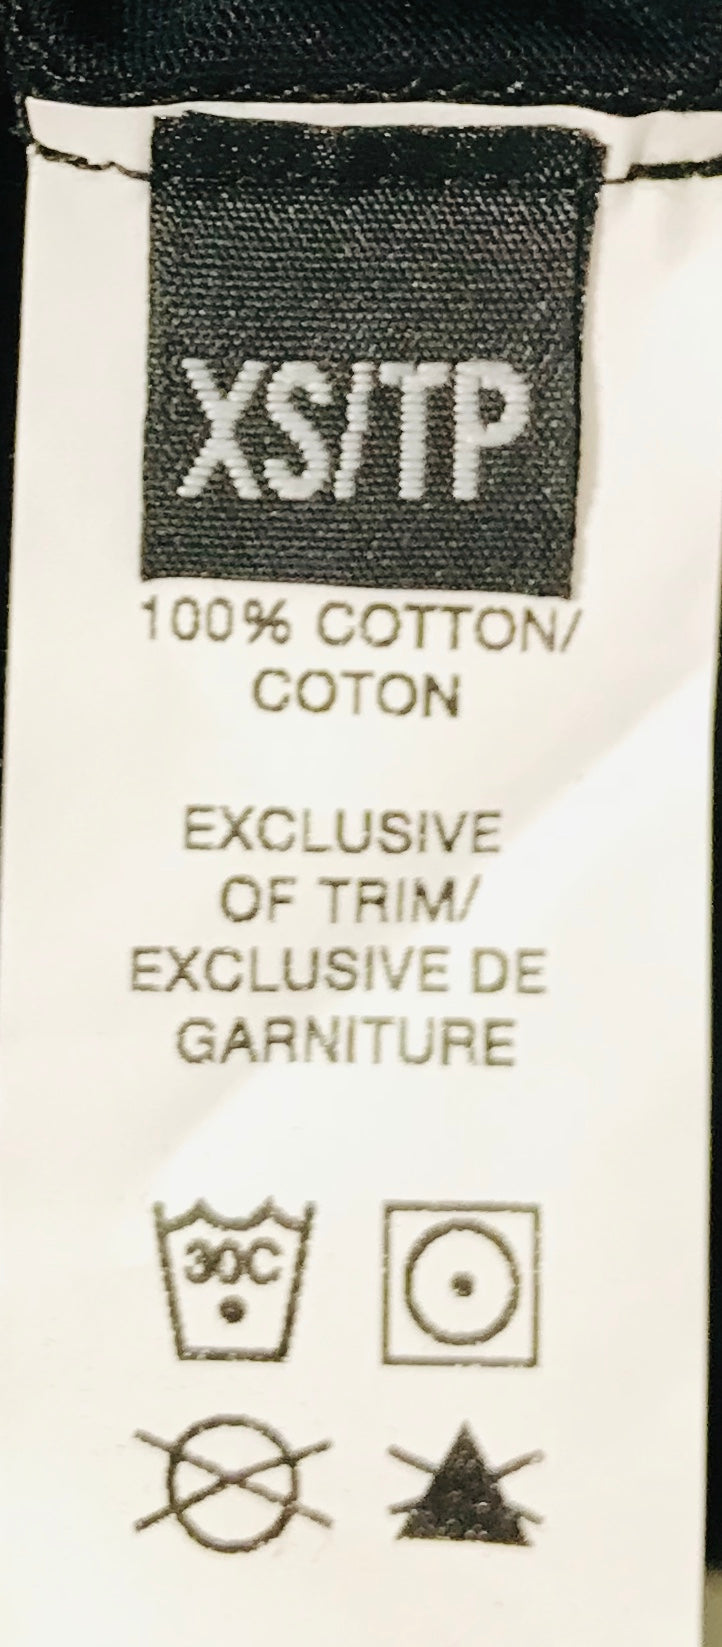 XS/TP
100% COTTON/
COTON
EXCLUSIVE
OF TRIM/
EXCLUSIVE DE
GARNITURE
30C